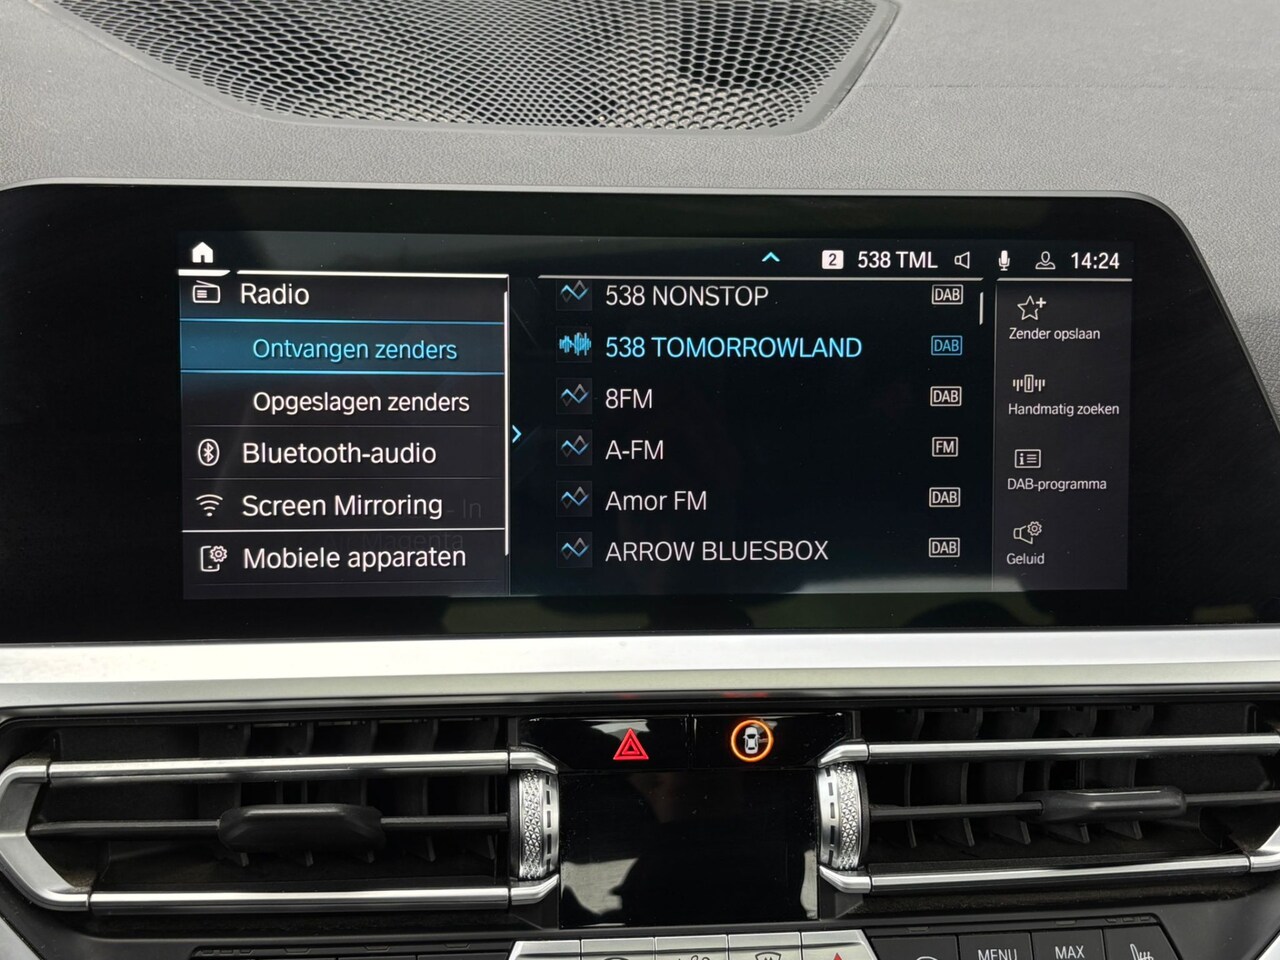 2 538 TML 14:24
Radio
Ontvangen zenders
Opgeslagen zenders
Bluetooth-audio
Screen Mirroring
Mobiele apparaten
538 NONSTOP DAB
538 TOMORROWLAND DAB
8FM DAB
A-FM FM
Amor FM DAB
ARROW BLUESBOX DAB
Zender opslaan
Handmatig zoeken
DAB-programma
Geluid
- In
Magenta
MENU
MAX